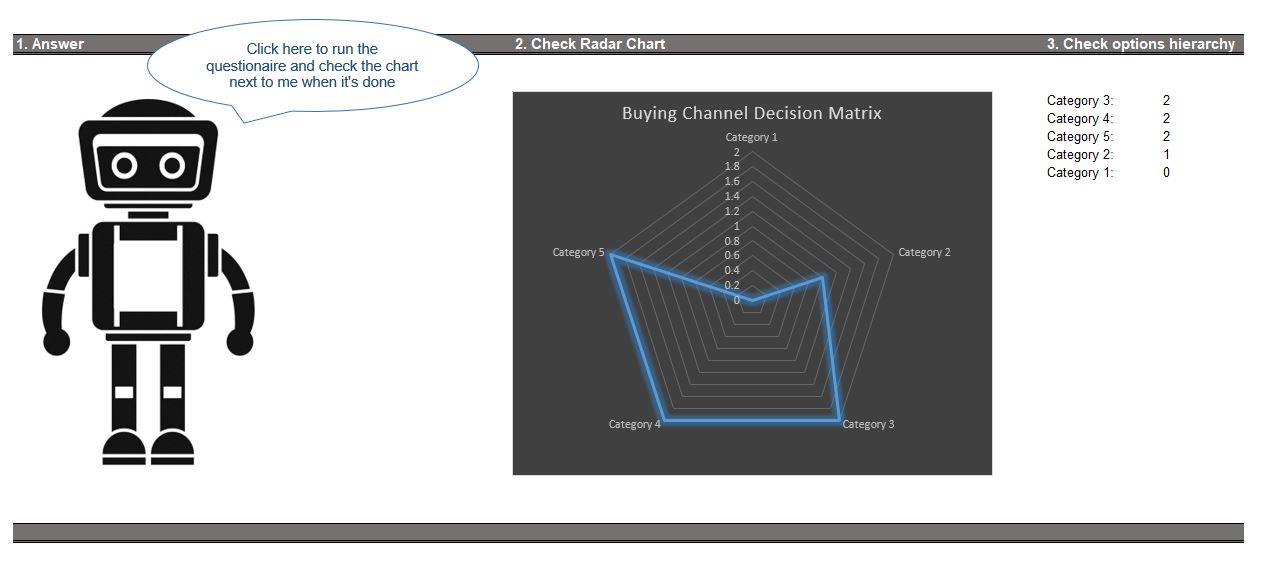 1. Answer
Click here to run the
questionaire and check the chart
next to me when it's done
2. Check Radar Chart
Buying Channel Decision Matrix
Category 1
2
1.8
1.6
1.4
1.2
1
0.8
0.6
0.4
0.2
0
Category 5
Category 2
Category 4
Category 3
3. Check options hierarchy
Category 3: 2
Category 4: 2
Category 5: 2
Category 2: 1
Category 1: 0